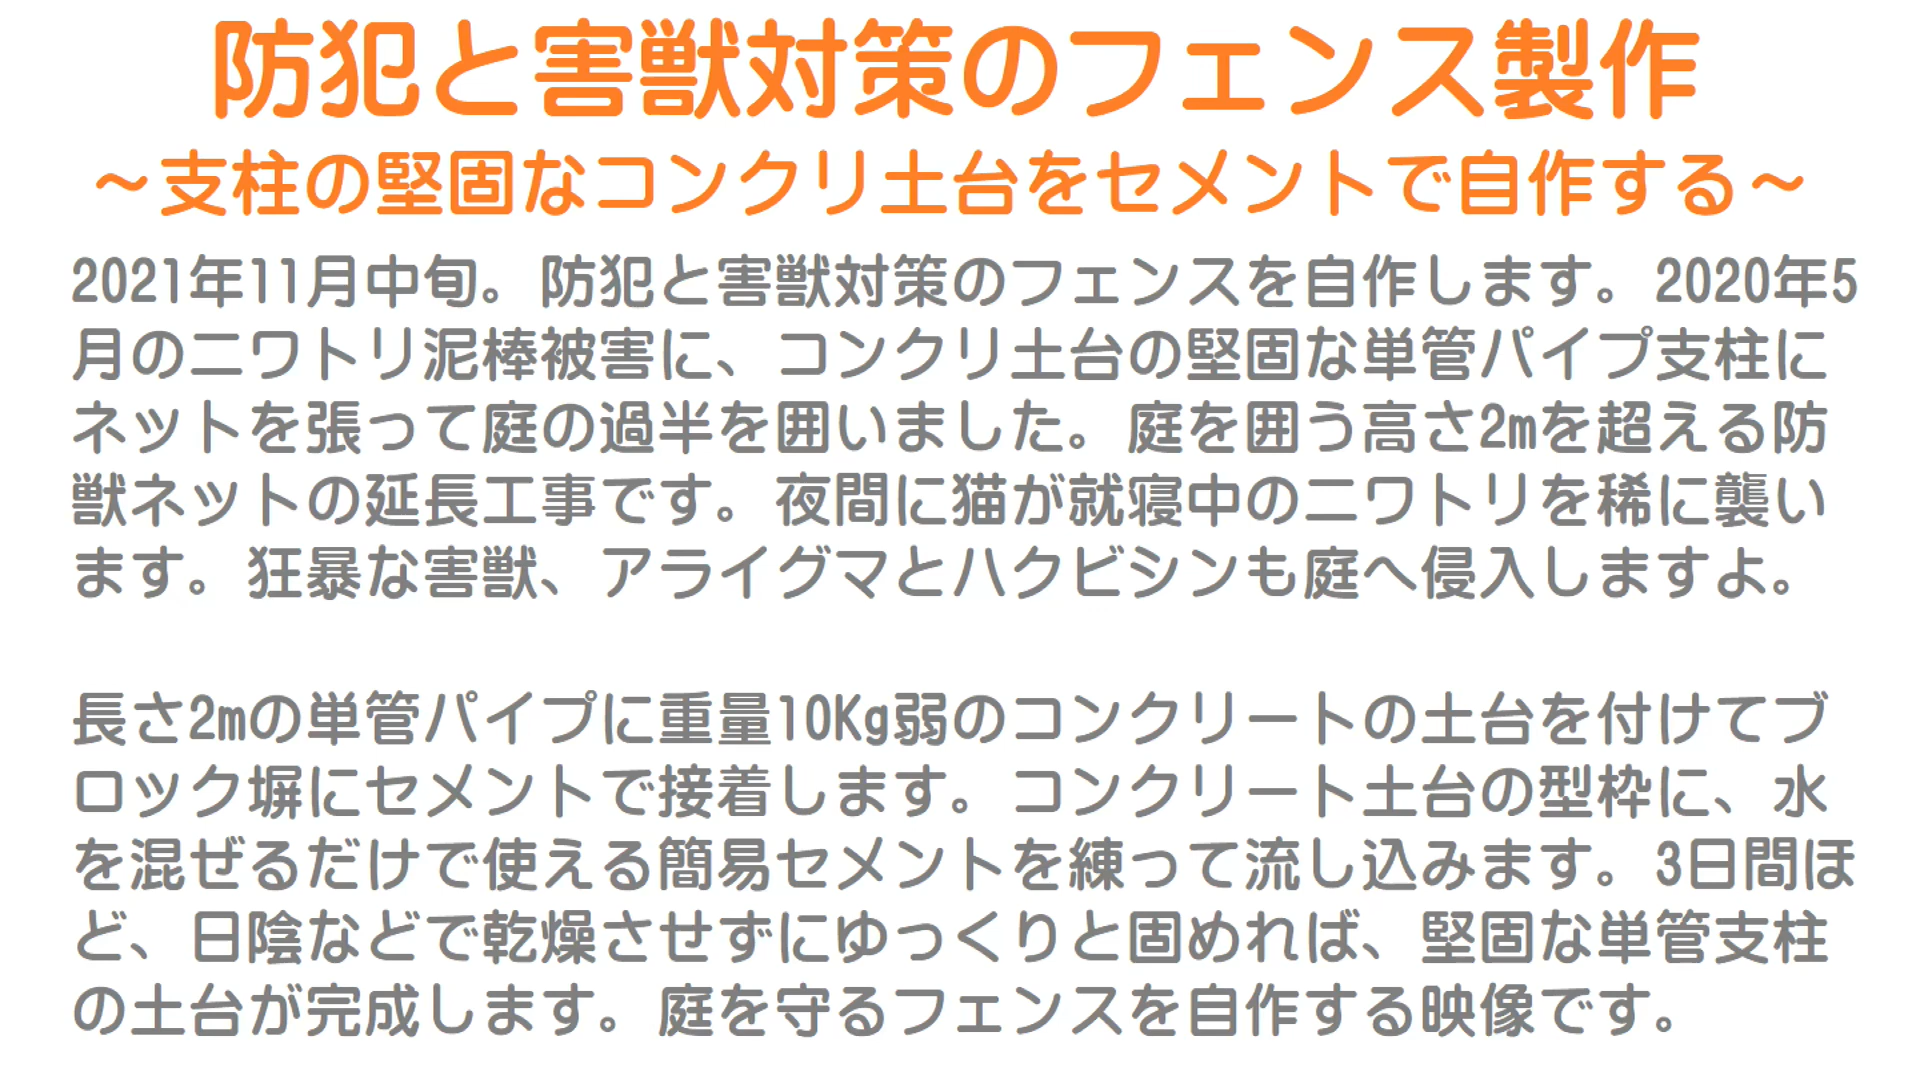 防犯と害獣対策のフェンス製作
～支柱の堅固なコンクリ土台をセメントで自作する～
2021年11月中旬。防犯と害獣対策のフェンスを自作します。2020年5
月のニワトリ泥棒被害に、コンクリ土台の堅固な単管パイプ支柱に
ネットを張って庭の過半を囲いました。庭を囲う高さ2mを超える防
獣ネットの延長工事です。夜間に猫が就寝中のニワトリを稀に襲い
ます。狂暴な害獣、アライグマとハクビシンも庭へ侵入しますよ。
長さ2mの単管パイプに重量10Kg弱のコンクリートの土台を付けてブ
ロック塀にセメントで接着します。コンクリート土台の型枠に、水
を混ぜるだけで使える簡易セメントを練って流し込みます。3日間ほ
ど、日陰などで乾燥させずにゆっくりと固めれば、堅固な単管支柱
の土台が完成します。庭を守るフェンスを自作する映像です。